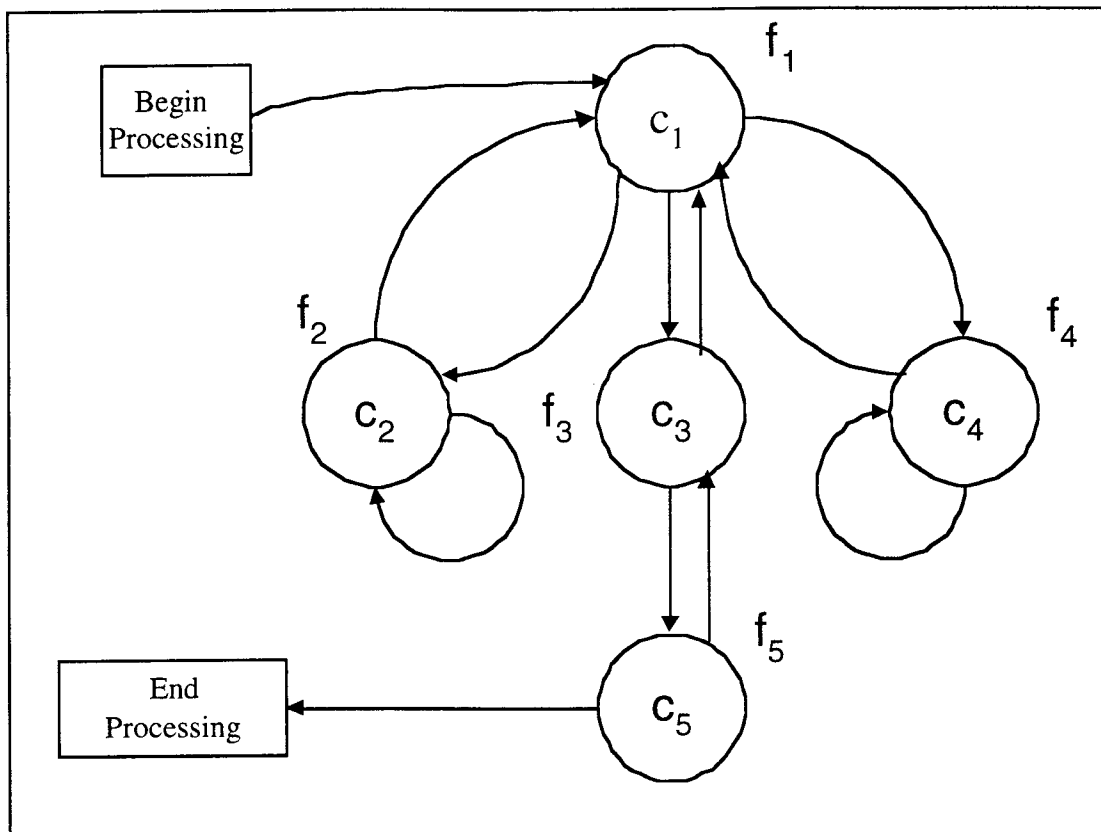 f₁
Begin
Processing
c₁
f₂
f₄
c₂
f₃
c₃
c₄
f₅
End
Processing
c₅